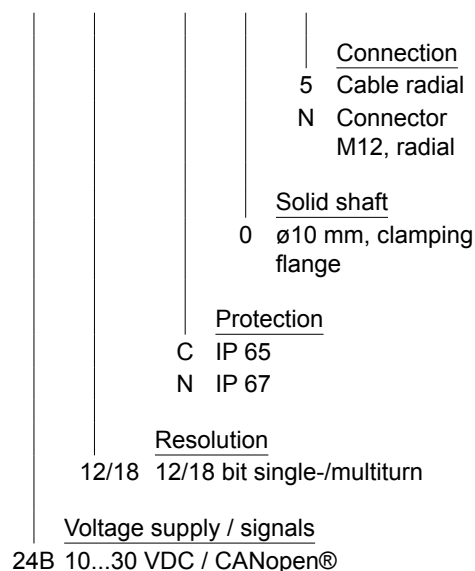 Connection
5 Cable radial
N Connector
M12, radial
Solid shaft
0 ø10 mm, clamping
flange
Protection
C IP 65
N IP 67
Resolution
12/18 12/18 bit single-/multiturn
Voltage supply / signals
24B 10...30 VDC / CANopen®